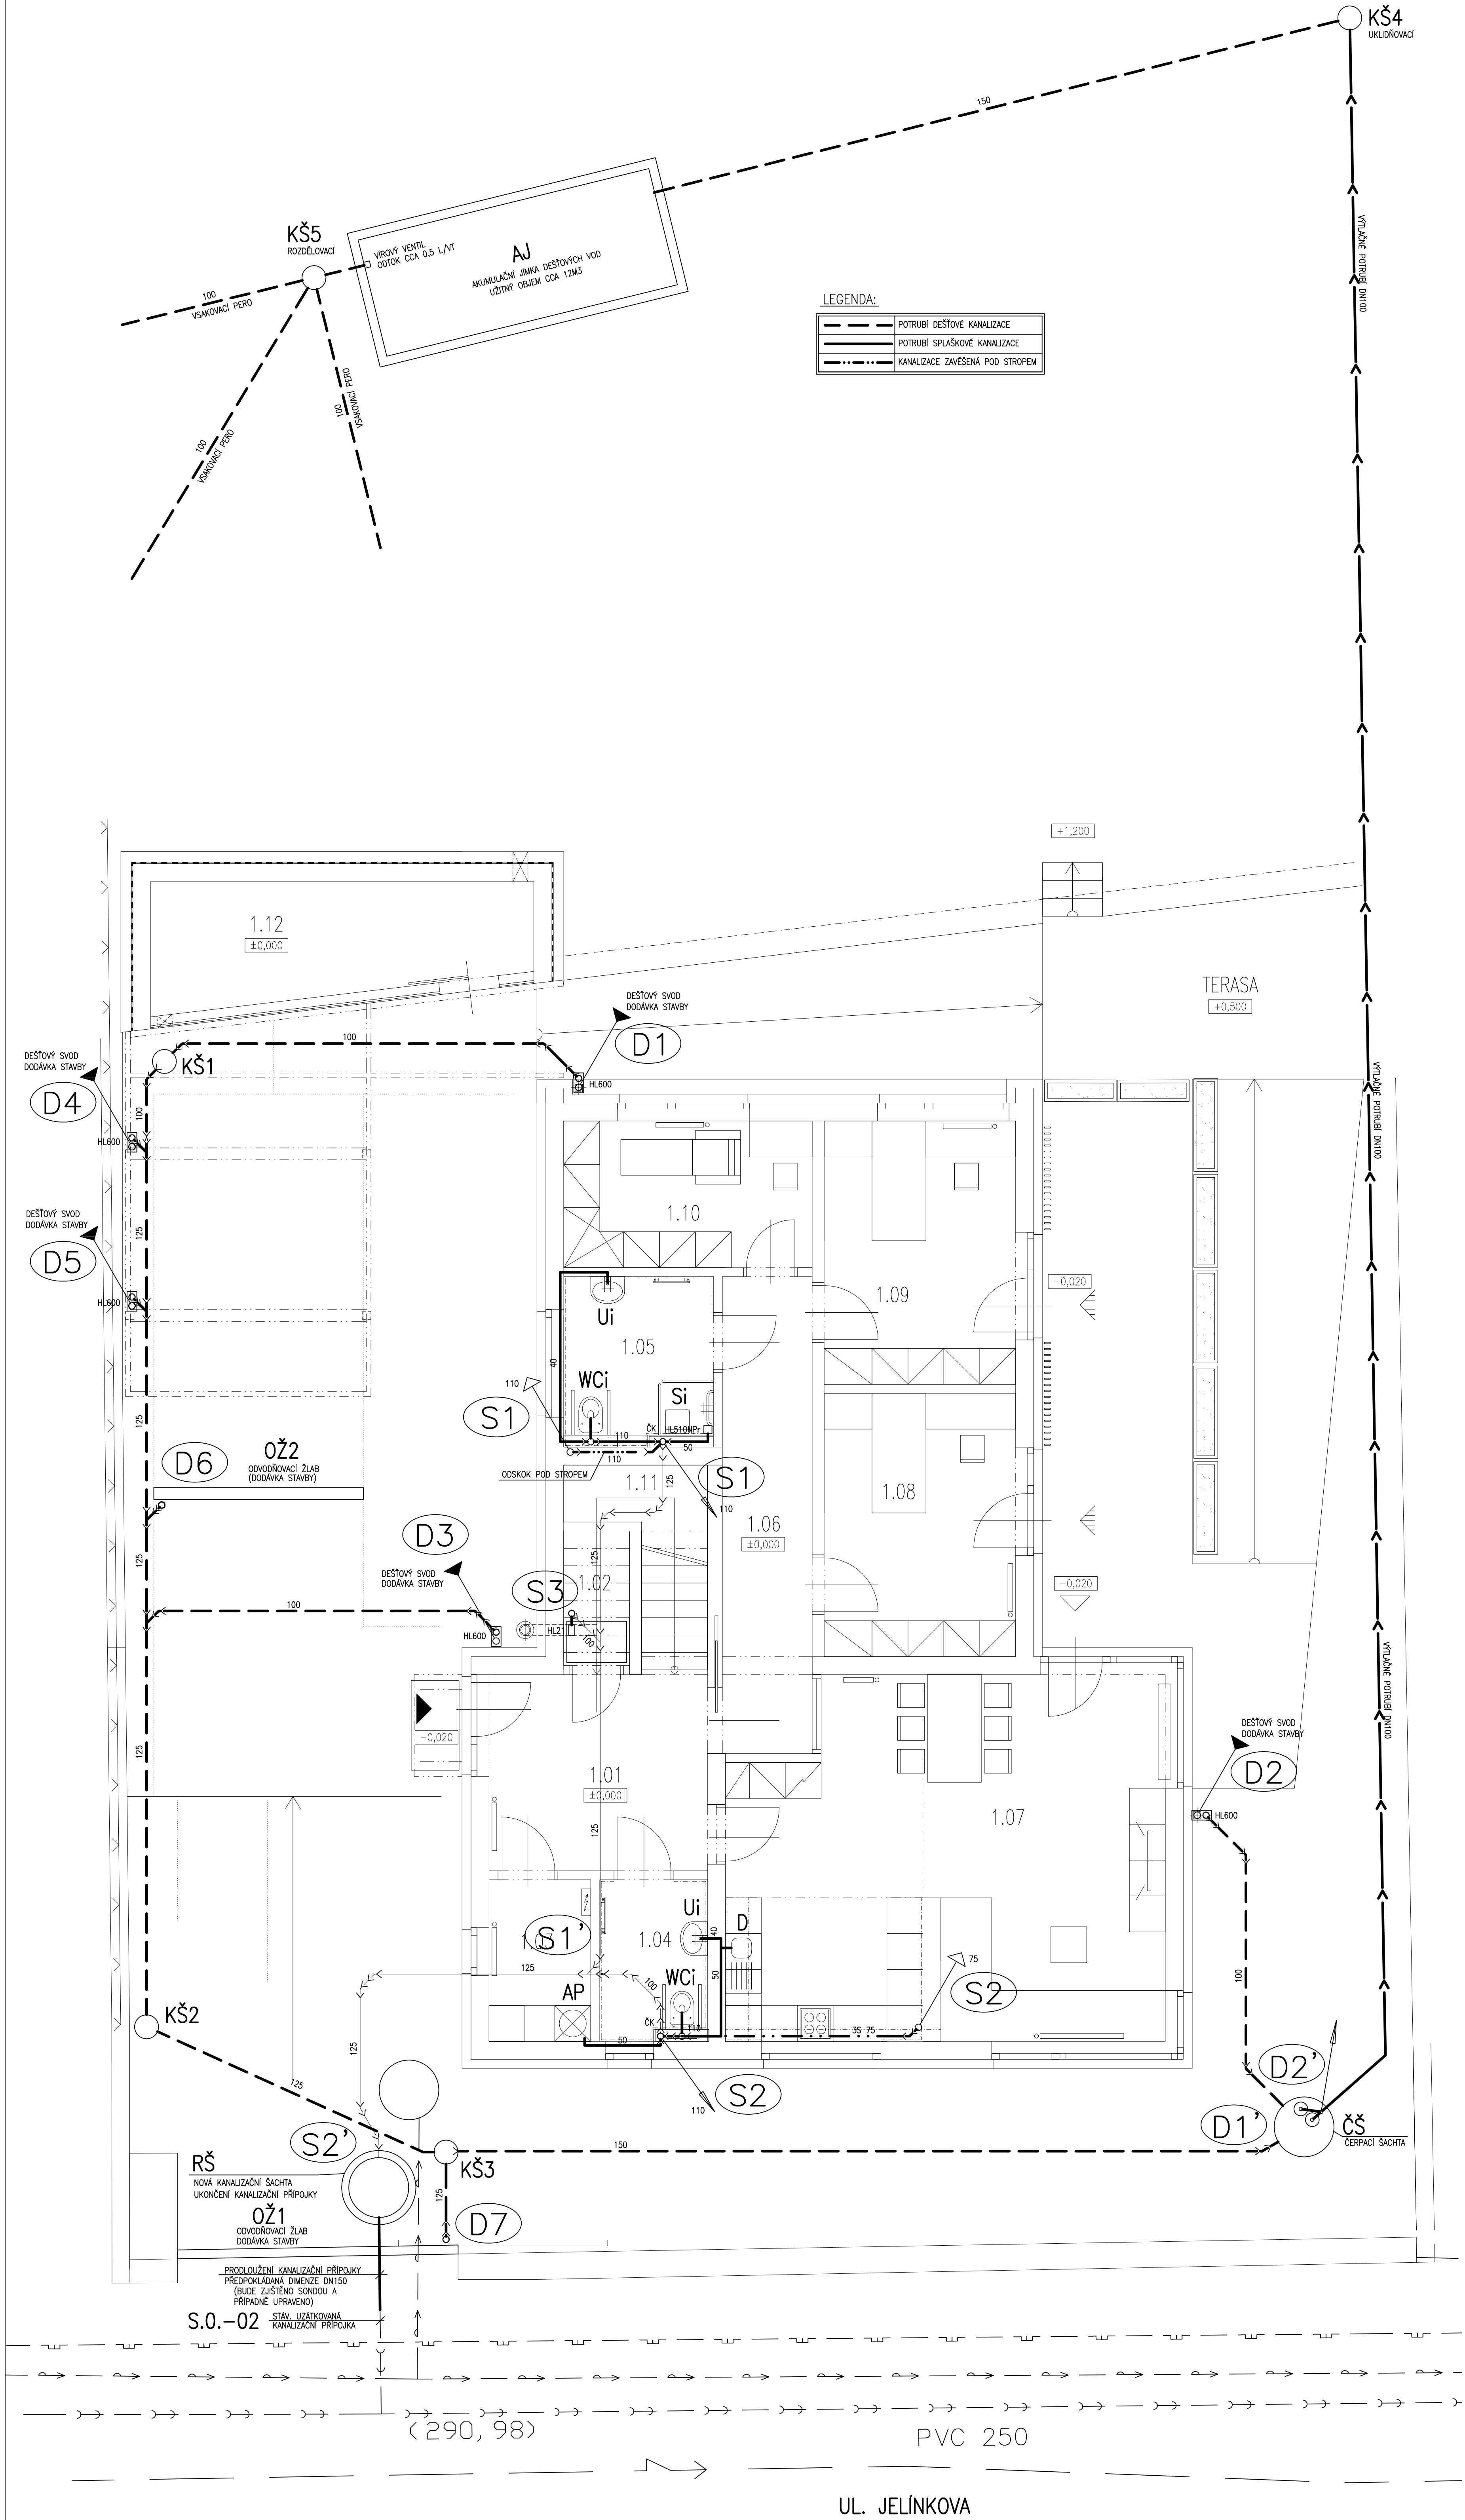 KŠ4
UKLIDŇOVACÍ
150
KŠ5
ROZDĚLOVACÍ
VÍROVÝ VENTIL
ODTOK CCA 0,5 L/VT
AJ
AKUMULAČNÍ JÍMKA DEŠŤOVÝCH VOD
UŽITNÝ OBJEM CCA 12M3
100
VSAKOVACÍ PERO
100
VSAKOVACÍ PERO
100
VSAKOVACÍ PERO
VÝTLAČNÉ POTRUBÍ DN100
LEGENDA:
POTRUBÍ DEŠŤOVÉ KANALIZACE
POTRUBÍ SPLAŠKOVÉ KANALIZACE
KANALIZACE ZAVĚŠENÁ POD STROPEM
+1,200
1.12
±0,000
TERASA
+0,500
DEŠŤOVÝ SVOD
DODÁVKA STAVBY
D1
HL600
100
KŠ1
DEŠŤOVÝ SVOD
DODÁVKA STAVBY
D4
HL600
100
VÝTLAČNÉ POTRUBÍ DN100
1.10
1.09
-0,020
DEŠŤOVÝ SVOD
DODÁVKA STAVBY
D5
HL600
125
Ui
1.05
40
WCi
Si
110
S1
ČK
HL510NPr
110
50
110
ODSKOK POD STROPEM
S1
110
125
1.11
125
D6
OŽ2
ODVODŇOVACÍ ŽLAB
(DODÁVKA STAVBY)
1.08
1.06
±0,000
125
D3
DEŠŤOVÝ SVOD
DODÁVKA STAVBY
HL600
100
S3
1.02
125
HL21
100
-0,020
VÝTLAČNÉ POTRUBÍ DN100
125
-0,020
1.01
±0,000
125
1.07
DEŠŤOVÝ SVOD
DODÁVKA STAVBY
D2
HL600
100
S1'
Ui
1.04
40
50
D
WCi
100
125
AP
ČK
110
50
3S 75
75
S2
S2
110
KŠ2
125
125
S2'
RŠ
NOVÁ KANALIZAČNÍ ŠACHTA
UKONČENÍ KANALIZAČNÍ PŘÍPOJKY
KŠ3
150
D2'
D1'
ČŠ
ČERPACÍ ŠACHTA
125
D7
OŽ1
ODVODŇOVACÍ ŽLAB
DODÁVKA STAVBY
PRODLOUŽENÍ KANALIZAČNÍ PŘÍPOJKY
PŘEDPOKLÁDANÁ DIMENZE DN150
(BUDE ZJIŠTĚNO SONDOU A
PŘÍPADNĚ UPRAVENO)
S.O.-02
STÁV. UZÁTKOVANÁ
KANALIZAČNÍ PŘÍPOJKA
(290,98)
PVC 250
UL. JELÍNKOVA